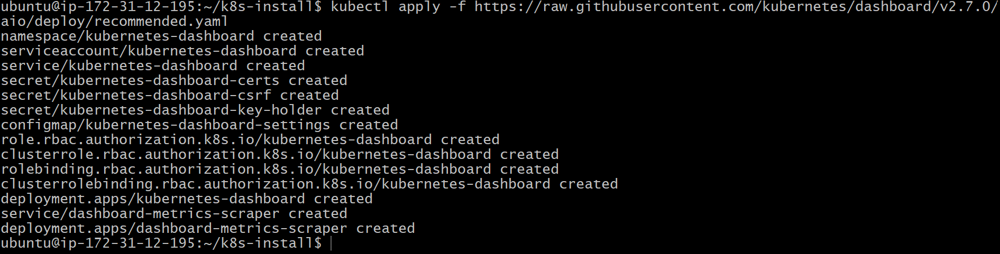 ubuntu@ip-172-31-12-195:~/k8s-install$ kubectl apply -f https://raw.githubusercontent.com/kubernetes/dashboard/v2.7.0/
aio/deploy/recommended.yaml
namespace/kubernetes-dashboard created
serviceaccount/kubernetes-dashboard created
service/kubernetes-dashboard created
secret/kubernetes-dashboard-certs created
secret/kubernetes-dashboard-csrf created
secret/kubernetes-dashboard-key-holder created
configmap/kubernetes-dashboard-settings created
role.rbac.authorization.k8s.io/kubernetes-dashboard created
clusterrole.rbac.authorization.k8s.io/kubernetes-dashboard created
rolebinding.rbac.authorization.k8s.io/kubernetes-dashboard created
clusterrolebinding.rbac.authorization.k8s.io/kubernetes-dashboard created
deployment.apps/kubernetes-dashboard created
service/dashboard-metrics-scraper created
deployment.apps/dashboard-metrics-scraper created
ubuntu@ip-172-31-12-195:~/k8s-install$